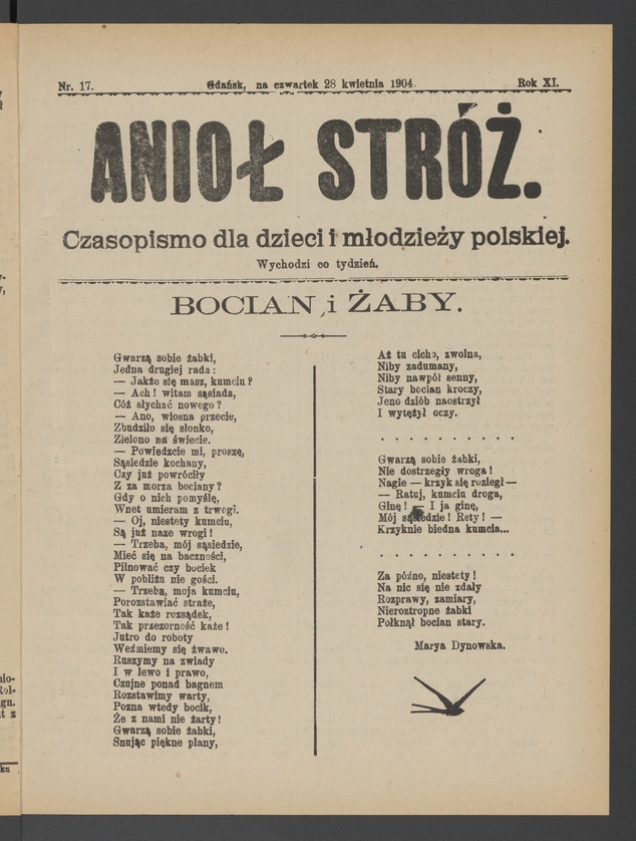 Nr. 17.
Gdańsk, na czwartek 28 kwietnia 1904.
Rok XI.
ANIOŁ STRÓŻ.
Czasopismo dla dzieci i młodzieży polskiej.
Wychodzi co tydzień.
BOCIAN i ŻABY.
Gwarzą sobie żabki,
Jedna drugiej rada:
— Jakże się masz, kumciu?
— Ach! witam sąsiada,
Cóż słychać nowego?
— Ano, wiosna przecie,
Zbudziło się słonko,
Zielono na świecie.
— Powiedzcie mi, proszę,
Sąsiedzie kochany,
Czy już powróciły
Z za morza bociany?
Gdy o nich pomyślę,
Wnet umieram z trwogi.
— Oj, niestety kumciu,
Są już nasze wrogi!
— Trzeba, mój sąsiedzie,
Mieć się na baczności,
Pilnować czy bociek
W pobliżu nie gości.
— Trzeba, moja kumciu,
Porozstawiać straże,
Tak każe rozsądek,
Tak przezorność każe!
Jutro do roboty
Weźmiemy się żwawo.
Ruszymy na zwiady
I w lewo i prawo,
Czujne ponad bagnem
Rozstawimy warty,
Pozna wtedy bocik,
Że z nami nie żarty!
Gwarzą sobie żabki,
Snując piękne plany,
Aż tu cicho, zwolna,
Niby zadumany,
Niby nawpół senny,
Stary bocian kroczy,
Jeno dziób naostrzył
I wytężył oczy.
. . . . . . . . . .
Gwarzą sobie żabki,
Nie dostrzegły wroga!
Nagle — krzyk się rozległ —
— Ratuj, kumciu droga,
Ginę! — I ja ginę,
Mój sąsiedzie! Rety! —
Krzyknie biedna kumcia...
. . . . . . . . . .
Za późno, niestety!
Na nic się nie zdały
Rozprawy, zamiary,
Nieroztropne żabki
Połknął bocian stary.
Marya Dynowska.